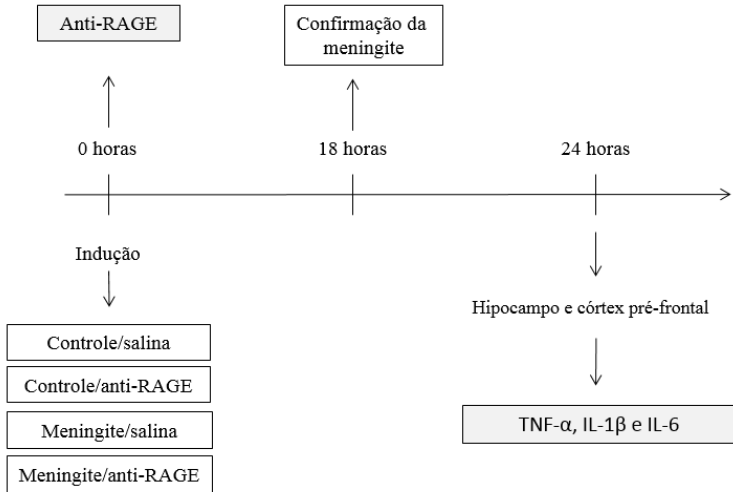 Anti-RAGE
Confirmação da
meningite
0 horas
18 horas
24 horas
Indução
Hipocampo e córtex pré-frontal
Controle/salina
Controle/anti-RAGE
Meningite/salina
Meningite/anti-RAGE
TNF-α, IL-1β e IL-6